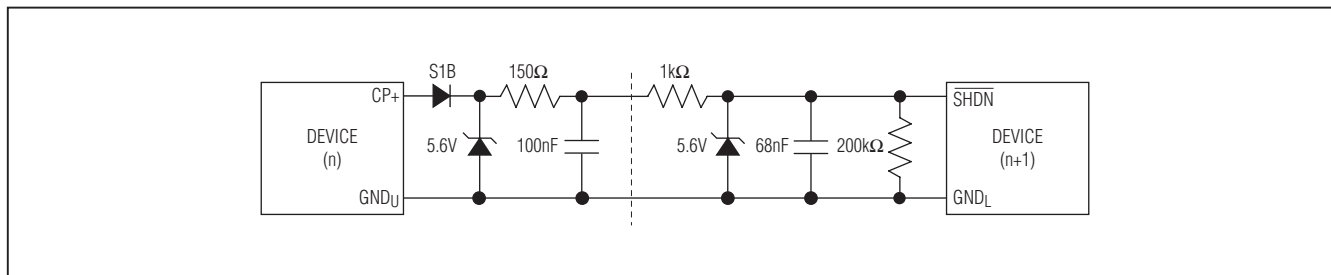 S1B 150Ω 1kΩ
CP+ SHDN
DEVICE
(n)
5.6V 100nF 5.6V 68nF 200kΩ
DEVICE
(n+1)
GNDU GNDL